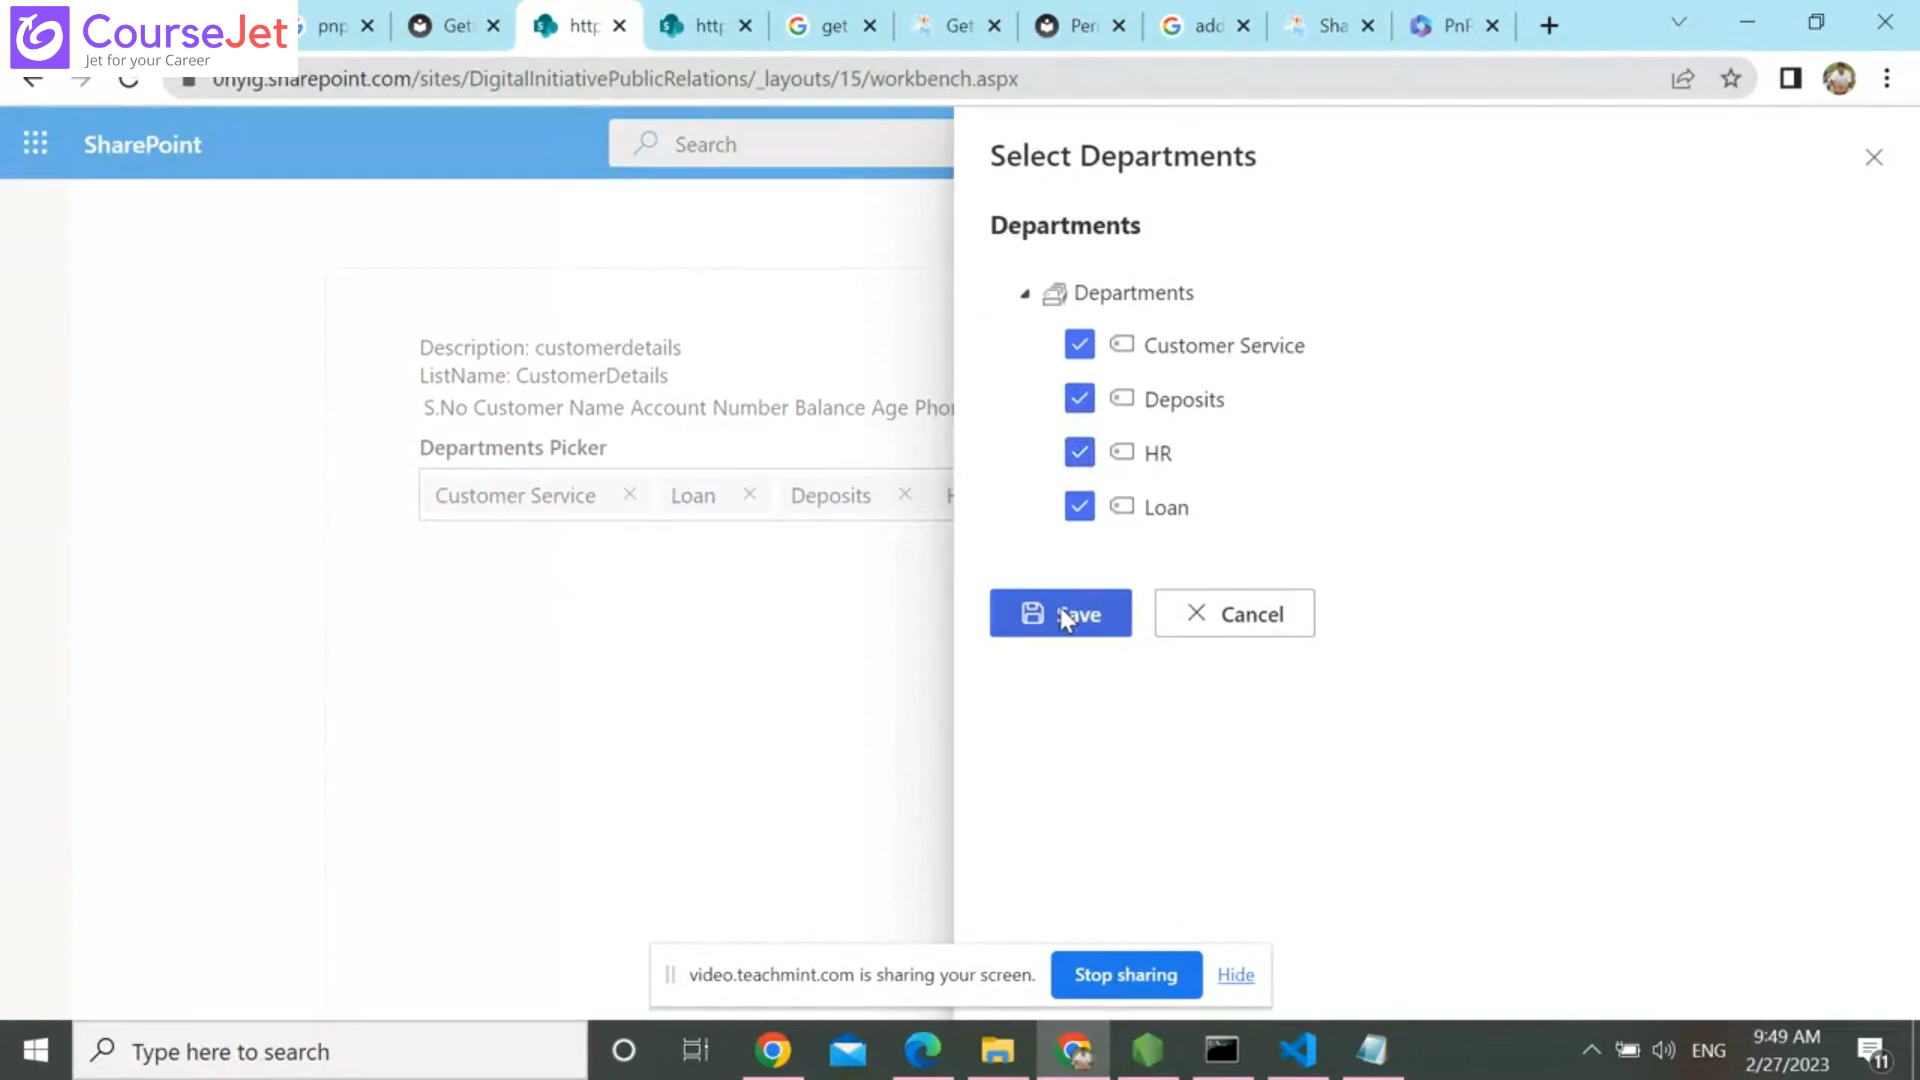 CourseJet
Jet for your Career
pnp
Get
http
http
get
Get
Pen
add
Sha
PnP
onyig.sharepoint.com/sites/DigitalInitiativePublicRelations/_layouts/15/workbench.aspx
SharePoint
Search
Select Departments
Departments
Departments
Customer Service
Deposits
HR
Loan
Save
Cancel
Description: customerdetails
ListName: CustomerDetails
S.No Customer Name Account Number Balance Age Phon
Departments Picker
Customer Service
Loan
Deposits
H
video.teachmint.com is sharing your screen.
Stop sharing
Hide
Type here to search
ENG
9:49 AM
2/27/2023
11